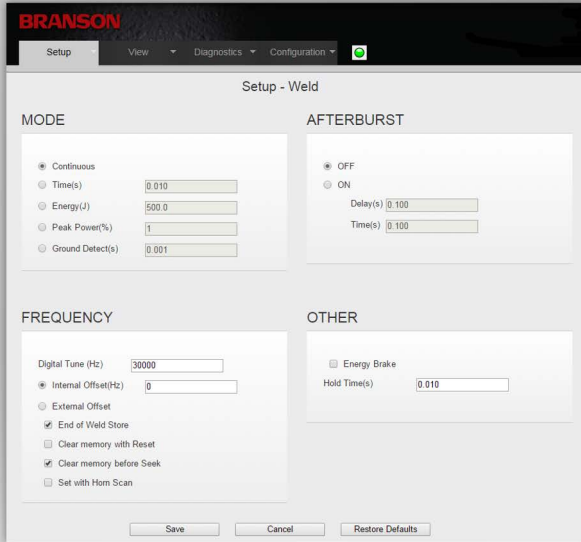 BRANSON
Setup View Diagnostics Configuration
Setup - Weld
MODE
Continuous
Time(s) 0.010
Energy(J) 500.0
Peak Power(%) 1
Ground Detect(s) 0.001
AFTERBURST
OFF
ON
Delay(s) 0.100
Time(s) 0.100
FREQUENCY
Digital Tune (Hz) 30000
Internal Offset(Hz) 0
External Offset
End of Weld Store
Clear memory with Reset
Clear memory before Seek
Set with Horn Scan
OTHER
Energy Brake
Hold Time(s) 0.010
Save Cancel Restore Defaults